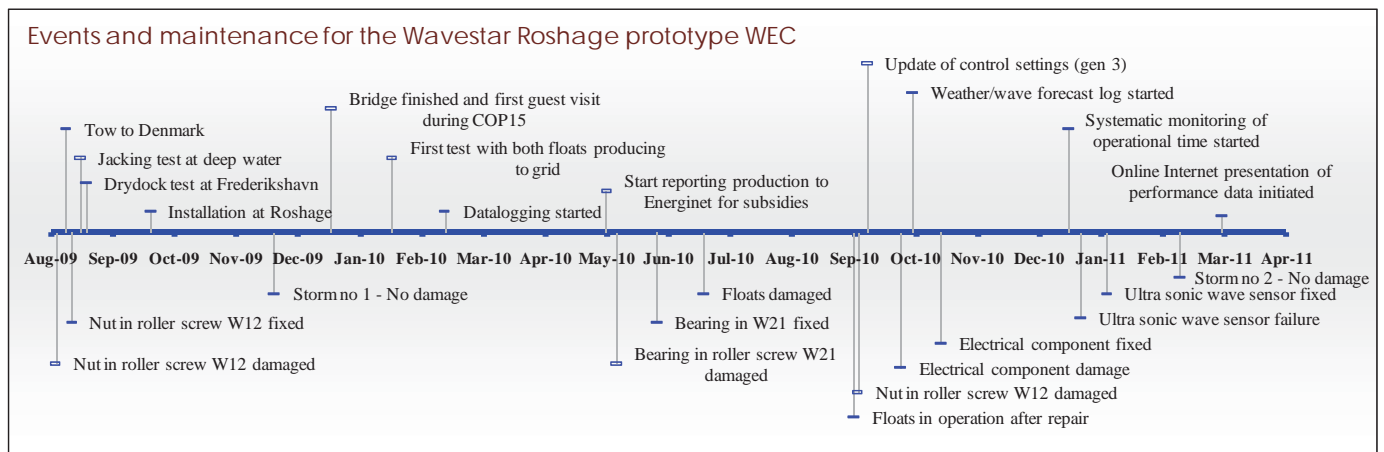 Events and maintenance for the Wavestar Roshage prototype WEC
Update of control settings (gen 3)
Weather/wave forecast log started
Bridge finished and first guest visit
during COP15
Systematic monitoring of
operational time started
Tow to Denmark
First test with both floats producing
to grid
Jacking test at deep water
Online Internet presentation of
performance data initiated
Drydock test at Frederikshavn
Start reporting production to
Energinet for subsidies
Installation at Roshage
Datalogging started
Aug-09 Sep-09 Oct-09 Nov-09 Dec-09 Jan-10 Feb-10 Mar-10 Apr-10 May-10 Jun-10 Jul-10 Aug-10 Sep-10 Oct-10 Nov-10 Dec-10 Jan-11 Feb-11 Mar-11 Apr-11
Storm no 2 - No damage
Storm no 1 - No damage
Floats damaged
Ultra sonic wave sensor fixed
Nut in roller screw W12 fixed
Bearing in W21 fixed
Ultra sonic wave sensor failure
Electrical component fixed
Nut in roller screw W12 damaged
Bearing in roller screw W21
damaged
Electrical component damage
Nut in roller screw W12 damaged
Floats in operation after repair